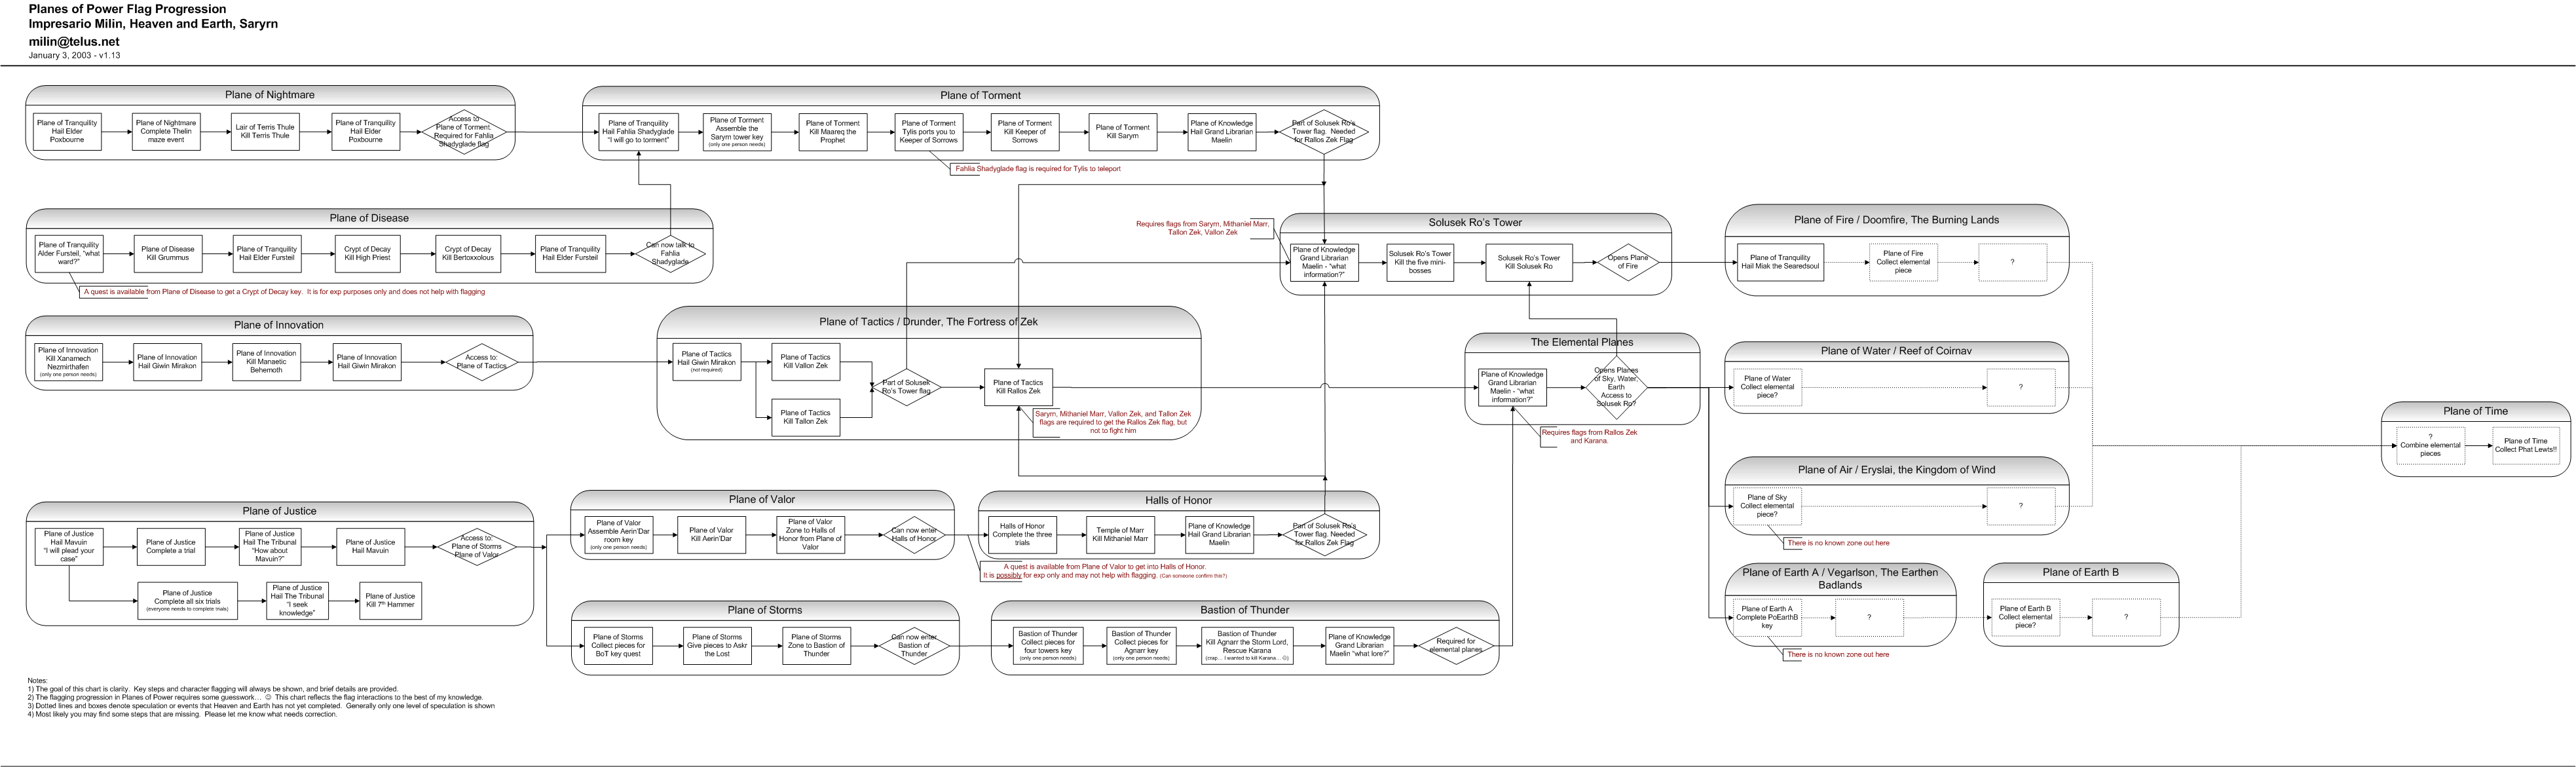 Planes of Power Flag Progression
Impresario Milin, Heaven and Earth, Saryrn
milin@telus.net
January 3, 2003 - v1.13
Plane of Nightmare
Plane of Tranquility
Hail Elder
Poxbourne
Plane of Nightmare
Complete Thelin
maze event
Lair of Terris Thule
Kill Terris Thule
Plane of Tranquility
Hail Elder
Poxbourne
Access to
Plane of Torment.
Required for Fahlia
Shadyglade flag
Plane of Torment
Plane of Tranquility
Hail Fahlia Shadyglade
"I will go to torment"
Plane of Torment
Assemble the
Saryrn tower key
(only one person needs)
Plane of Torment
Kill Maareq the
Prophet
Plane of Torment
Tylis ports you to
Keeper of Sorrows
Plane of Torment
Kill Keeper of
Sorrows
Plane of Torment
Kill Saryrn
Plane of Knowledge
Hail Grand Librarian
Maelin
Part of Solusek Ro's
Tower flag. Needed
for Rallos Zek Flag
Fahlia Shadyglade flag is required for Tylis to teleport
Plane of Disease
Plane of Tranquility
Alder Fursteil, "what
ward?"
Plane of Disease
Kill Grummus
Plane of Tranquility
Hail Elder Fursteil
Crypt of Decay
Kill High Priest
Crypt of Decay
Kill Bertoxxolous
Plane of Tranquility
Hail Elder Fursteil
Can now talk to
Fahlia
Shadyglade
A quest is available from Plane of Disease to get a Crypt of Decay key. It is for exp purposes only and does not help with flagging
Requires flags from Saryrn, Mithaniel Marr,
Tallon Zek, Vallon Zek
Solusek Ro's Tower
Plane of Knowledge
Grand Librarian
Maelin - "what
information?"
Solusek Ro's Tower
Kill the five mini-
bosses
Solusek Ro's Tower
Kill Solusek Ro
Opens Plane
of Fire
Plane of Fire / Doomfire, The Burning Lands
Plane of Tranquility
Hail Miak the Searedsoul
Plane of Fire
Collect elemental
piece
?
Plane of Innovation
Plane of Innovation
Kill Xanamech
Nezmirthafen
(only one person needs)
Plane of Innovation
Hail Giwin Mirakon
Plane of Innovation
Kill Manaetic
Behemoth
Plane of Innovation
Hail Giwin Mirakon
Access to:
Plane of Tactics
Plane of Tactics / Drunder, The Fortress of Zek
Plane of Tactics
Hail Giwin Mirakon
(not required)
Plane of Tactics
Kill Vallon Zek
Plane of Tactics
Kill Tallon Zek
Part of Solusek
Ro's Tower flag
Plane of Tactics
Kill Rallos Zek
Saryrn, Mithaniel Marr, Vallon Zek, and Tallon Zek
flags are required to get the Rallos Zek flag, but
not to fight him
The Elemental Planes
Plane of Knowledge
Grand Librarian
Maelin - "what
information?"
Opens Planes
of Sky, Water,
Earth
Access to
Solusek Ro?
Requires flags from Rallos Zek
and Karana.
Plane of Water / Reef of Coirnav
Plane of Water
Collect elemental
piece?
?
Plane of Time
?
Combine elemental
pieces
Plane of Time
Collect Phat Lewts!!
Plane of Air / Eryslai, the Kingdom of Wind
Plane of Sky
Collect elemental
piece?
?
There is no known zone out here
Plane of Justice
Plane of Justice
Hail Mavuin
"I will plead your
case"
Plane of Justice
Complete a trial
Plane of Justice
Hail The Tribunal
"How about
Mavuin?"
Plane of Justice
Hail Mavuin
Access to:
Plane of Storms
Plane of Valor
Plane of Justice
Complete all six trials
(everyone needs to complete trials)
Plane of Justice
Hail The Tribunal
"I seek
knowledge"
Plane of Justice
Kill 7th Hammer
Plane of Valor
Plane of Valor
Assemble Aerin'Dar
room key
(only one person needs)
Plane of Valor
Kill Aerin'Dar
Plane of Valor
Zone to Halls of
Honor from Plane of
Valor
Can now enter
Halls of Honor
Halls of Honor
Halls of Honor
Complete the three
trials
Temple of Marr
Kill Mithaniel Marr
Plane of Knowledge
Hail Grand Librarian
Maelin
Part of Solusek Ro's
Tower flag. Needed
for Rallos Zek Flag
A quest is available from Plane of Valor to get into Halls of Honor.
It is possibly for exp only and may not help with flagging. (Can someone confirm this?)
Plane of Earth A / Vegarlson, The Earthen
Badlands
Plane of Earth A
Complete PoEarthB
key
?
There is no known zone out here
Plane of Earth B
Plane of Earth B
Collect elemental
piece?
?
Plane of Storms
Plane of Storms
Collect pieces for
BoT key quest
Plane of Storms
Give pieces to Askr
the Lost
Plane of Storms
Zone to Bastion of
Thunder
Can now enter
Bastion of
Thunder
Bastion of Thunder
Bastion of Thunder
Collect pieces for
four towers key
(only one person needs)
Bastion of Thunder
Collect pieces for
Agnarr key
(only one person needs)
Bastion of Thunder
Kill Agnarr the Storm Lord,
Rescue Karana
(crap... I wanted to kill Karana... ☺)
Plane of Knowledge
Grand Librarian
Maelin "what lore?"
Required for
elemental planes
Notes:
1) The goal of this chart is clarity. Key steps and character flagging will always be shown, and brief details are provided.
2) The flagging progression in Planes of Power requires some guesswork... ☺ This chart reflects the flag interactions to the best of my knowledge.
3) Dotted lines and boxes denote speculation or events that Heaven and Earth has not yet completed. Generally only one level of speculation is shown
4) Most likely you may find some steps that are missing. Please let me know what needs correction.